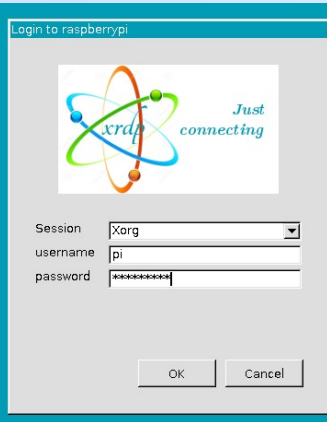 Login to raspberrypi
Just
xrdp connecting
Session Xorg
username pi
password *********
OK Cancel